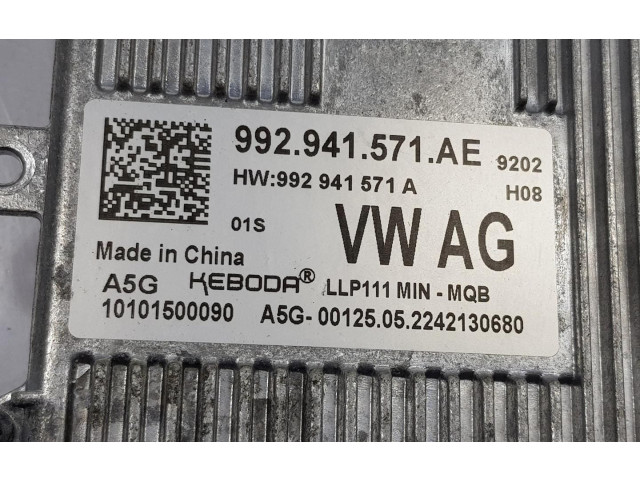 992.941.571.AE 9202
HW:992 941 571 A H08
01S VW AG
Made in China
A5G KEBODA® LLP111 MIN - MQB
10101500090 A5G- 00125.05.2242130680